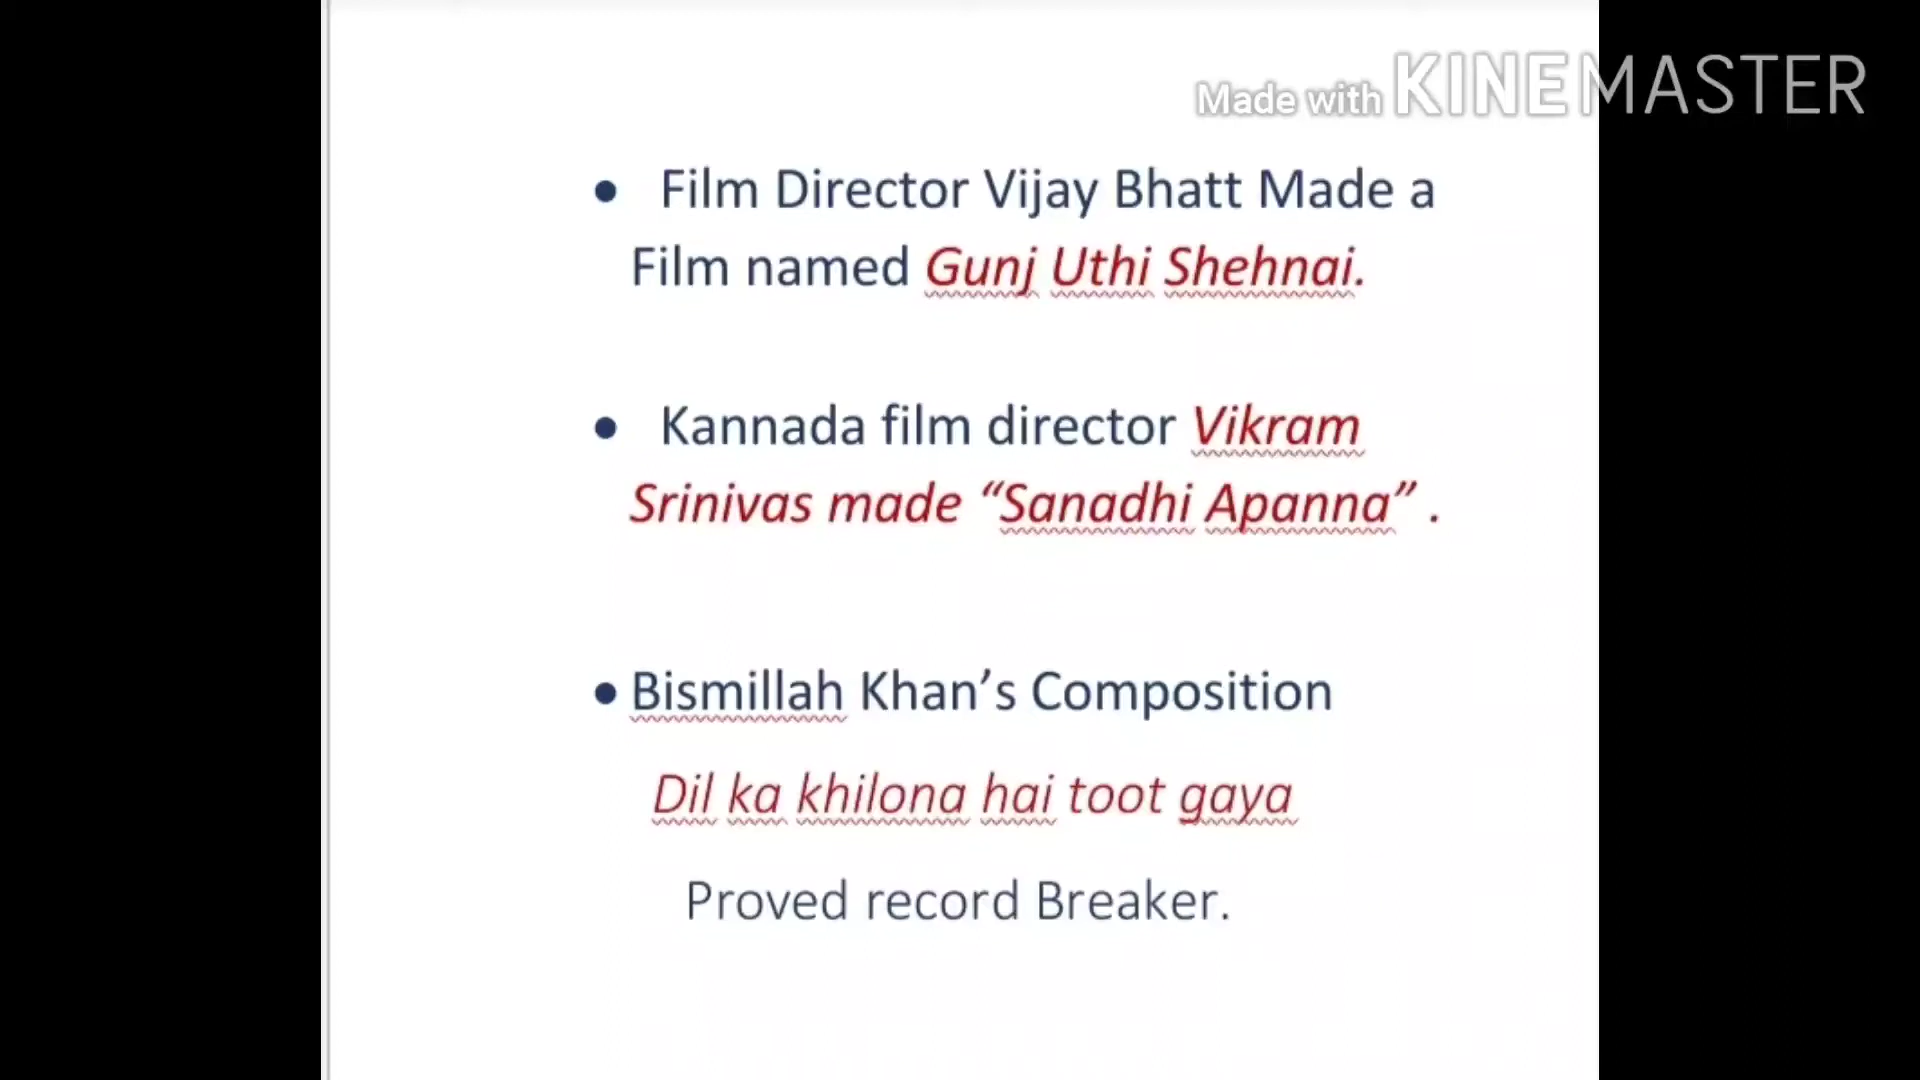 Made with KINEMASTER
• Film Director Vijay Bhatt Made a
Film named Gunj Uthi Shehnai.
• Kannada film director Vikram
Srinivas made “Sanadhi Apanna” .
• Bismillah Khan’s Composition
Dil ka khilona hai toot gaya
Proved record Breaker.